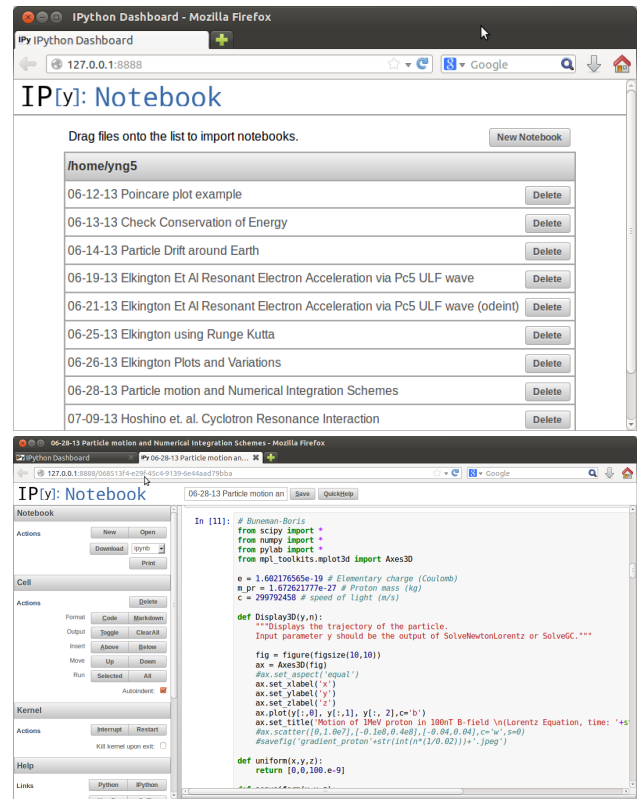 IPython Dashboard - Mozilla Firefox
IPy IPython Dashboard
127.0.0.1:8888
Google
IP[y]: Notebook
Drag files onto the list to import notebooks.
New Notebook
/home/yng5
06-12-13 Poincare plot example Delete
06-13-13 Check Conservation of Energy Delete
06-14-13 Particle Drift around Earth Delete
06-19-13 Elkington Et Al Resonant Electron Acceleration via Pc5 ULF wave Delete
06-21-13 Elkington Et Al Resonant Electron Acceleration via Pc5 ULF wave (odeint) Delete
06-25-13 Elkington using Runge Kutta Delete
06-26-13 Elkington Plots and Variations Delete
06-28-13 Particle motion and Numerical Integration Schemes Delete
07-09-13 Hoshino et. al. Cyclotron Resonance Interaction Delete
06-28-13 Particle motion and Numerical Integration Schemes - Mozilla Firefox
IPython Dashboard
IPy 06-28-13 Particle motion an...
127.0.0.1:8888/068513f4-e29f-45c4-9139-6e44aad79bba
Google
IP[y]: Notebook
06-28-13 Particle motion an
Save QuickHelp
Notebook
Actions New Open
Download ipynb
Print
Cell
Actions Delete
Format Code Markdown
Output Toggle ClearAll
Insert Above Below
Move Up Down
Run Selected All
Autoindent:
Kernel
Actions Interrupt Restart
Kill kernel upon exit:
Help
Links Python IPython
In [11]: # Buneman-Boris
from scipy import *
from numpy import *
from pylab import *
from mpl_toolkits.mplot3d import Axes3D
e = 1.602176565e-19 # Elementary charge (Coulomb)
m_pr = 1.672621777e-27 # Proton mass (kg)
c = 299792458 # speed of light (m/s)
def Display3D(y,n):
"""Displays the trajectory of the particle.
Input parameter y should be the output of SolveNewtonLorentz or SolveGC."""
fig = figure(figsize(10,10))
ax = Axes3D(fig)
#ax.set_aspect('equal')
ax.set_xlabel('x')
ax.set_ylabel('y')
ax.set_zlabel('z')
ax.plot(y[:,0], y[:,1], y[:, 2],c='b')
ax.set_title('Motion of 1MeV proton in 100nT B-field \n(Lorentz Equation, time: '+s
#ax.scatter([0,1.0e7],[-0.1e8,0.4e8],[-0.04,0.04],c='w',s=0)
#savefig('gradient_proton'+str(int(n*(1/0.02)))+'.jpeg')
def uniform(x,y,z):
return [0,0,100.e-9]